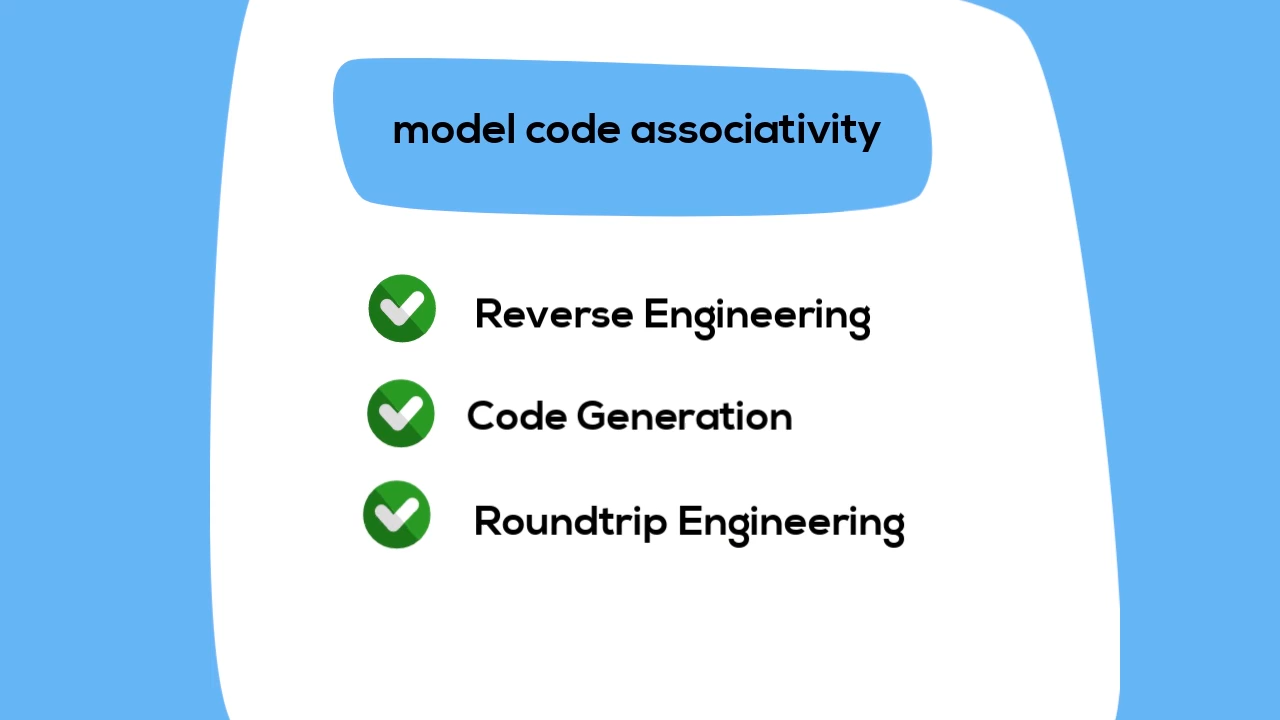 model code associativity
Reverse Engineering
Code Generation
Roundtrip Engineering